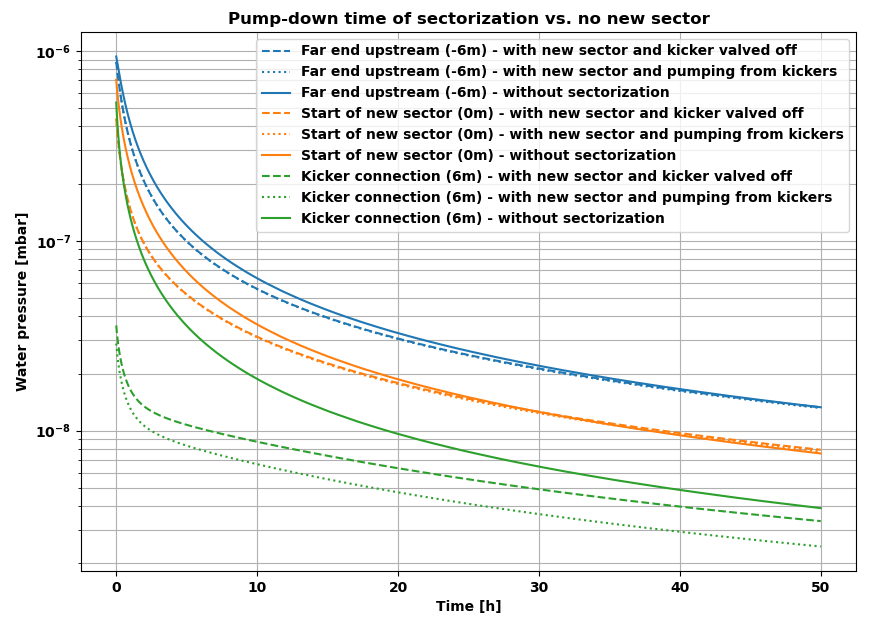 Pump-down time of sectorization vs. no new sector
Far end upstream (-6m) - with new sector and kicker valved off
Far end upstream (-6m) - with new sector and pumping from kickers
Far end upstream (-6m) - without sectorization
Start of new sector (0m) - with new sector and kicker valved off
Start of new sector (0m) - with new sector and pumping from kickers
Start of new sector (0m) - without sectorization
Kicker connection (6m) - with new sector and kicker valved off
Kicker connection (6m) - with new sector and pumping from kickers
Kicker connection (6m) - without sectorization
Water pressure [mbar]
10⁻⁶
10⁻⁷
10⁻⁸
0 10 20 30 40 50
Time [h]